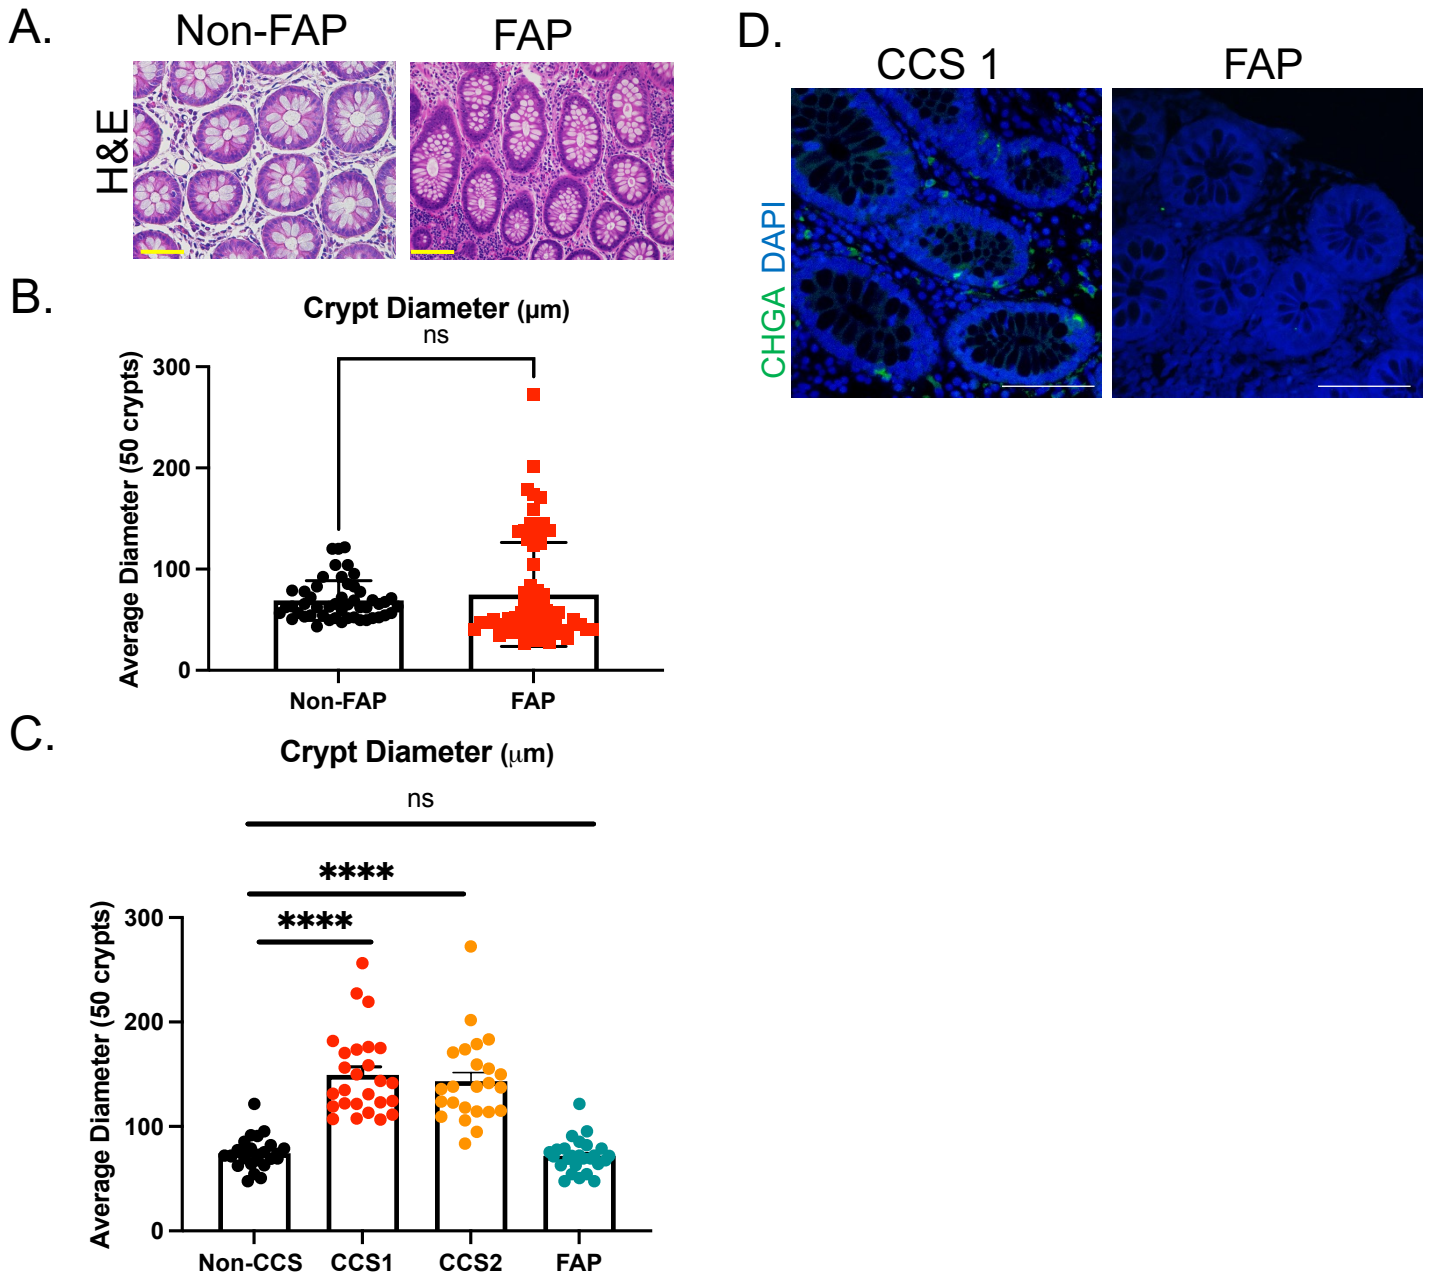 A.
Non-FAP
FAP
H&E
B.
Crypt Diameter (µm)
ns
Average Diameter (50 crypts)
300
200
100
0
Non-FAP
FAP
C.
Crypt Diameter (μm)
ns
****
****
Average Diameter (50 crypts)
300
200
100
0
Non-CCS
CCS1
CCS2
FAP
D.
CCS 1
FAP
CHGA DAPI